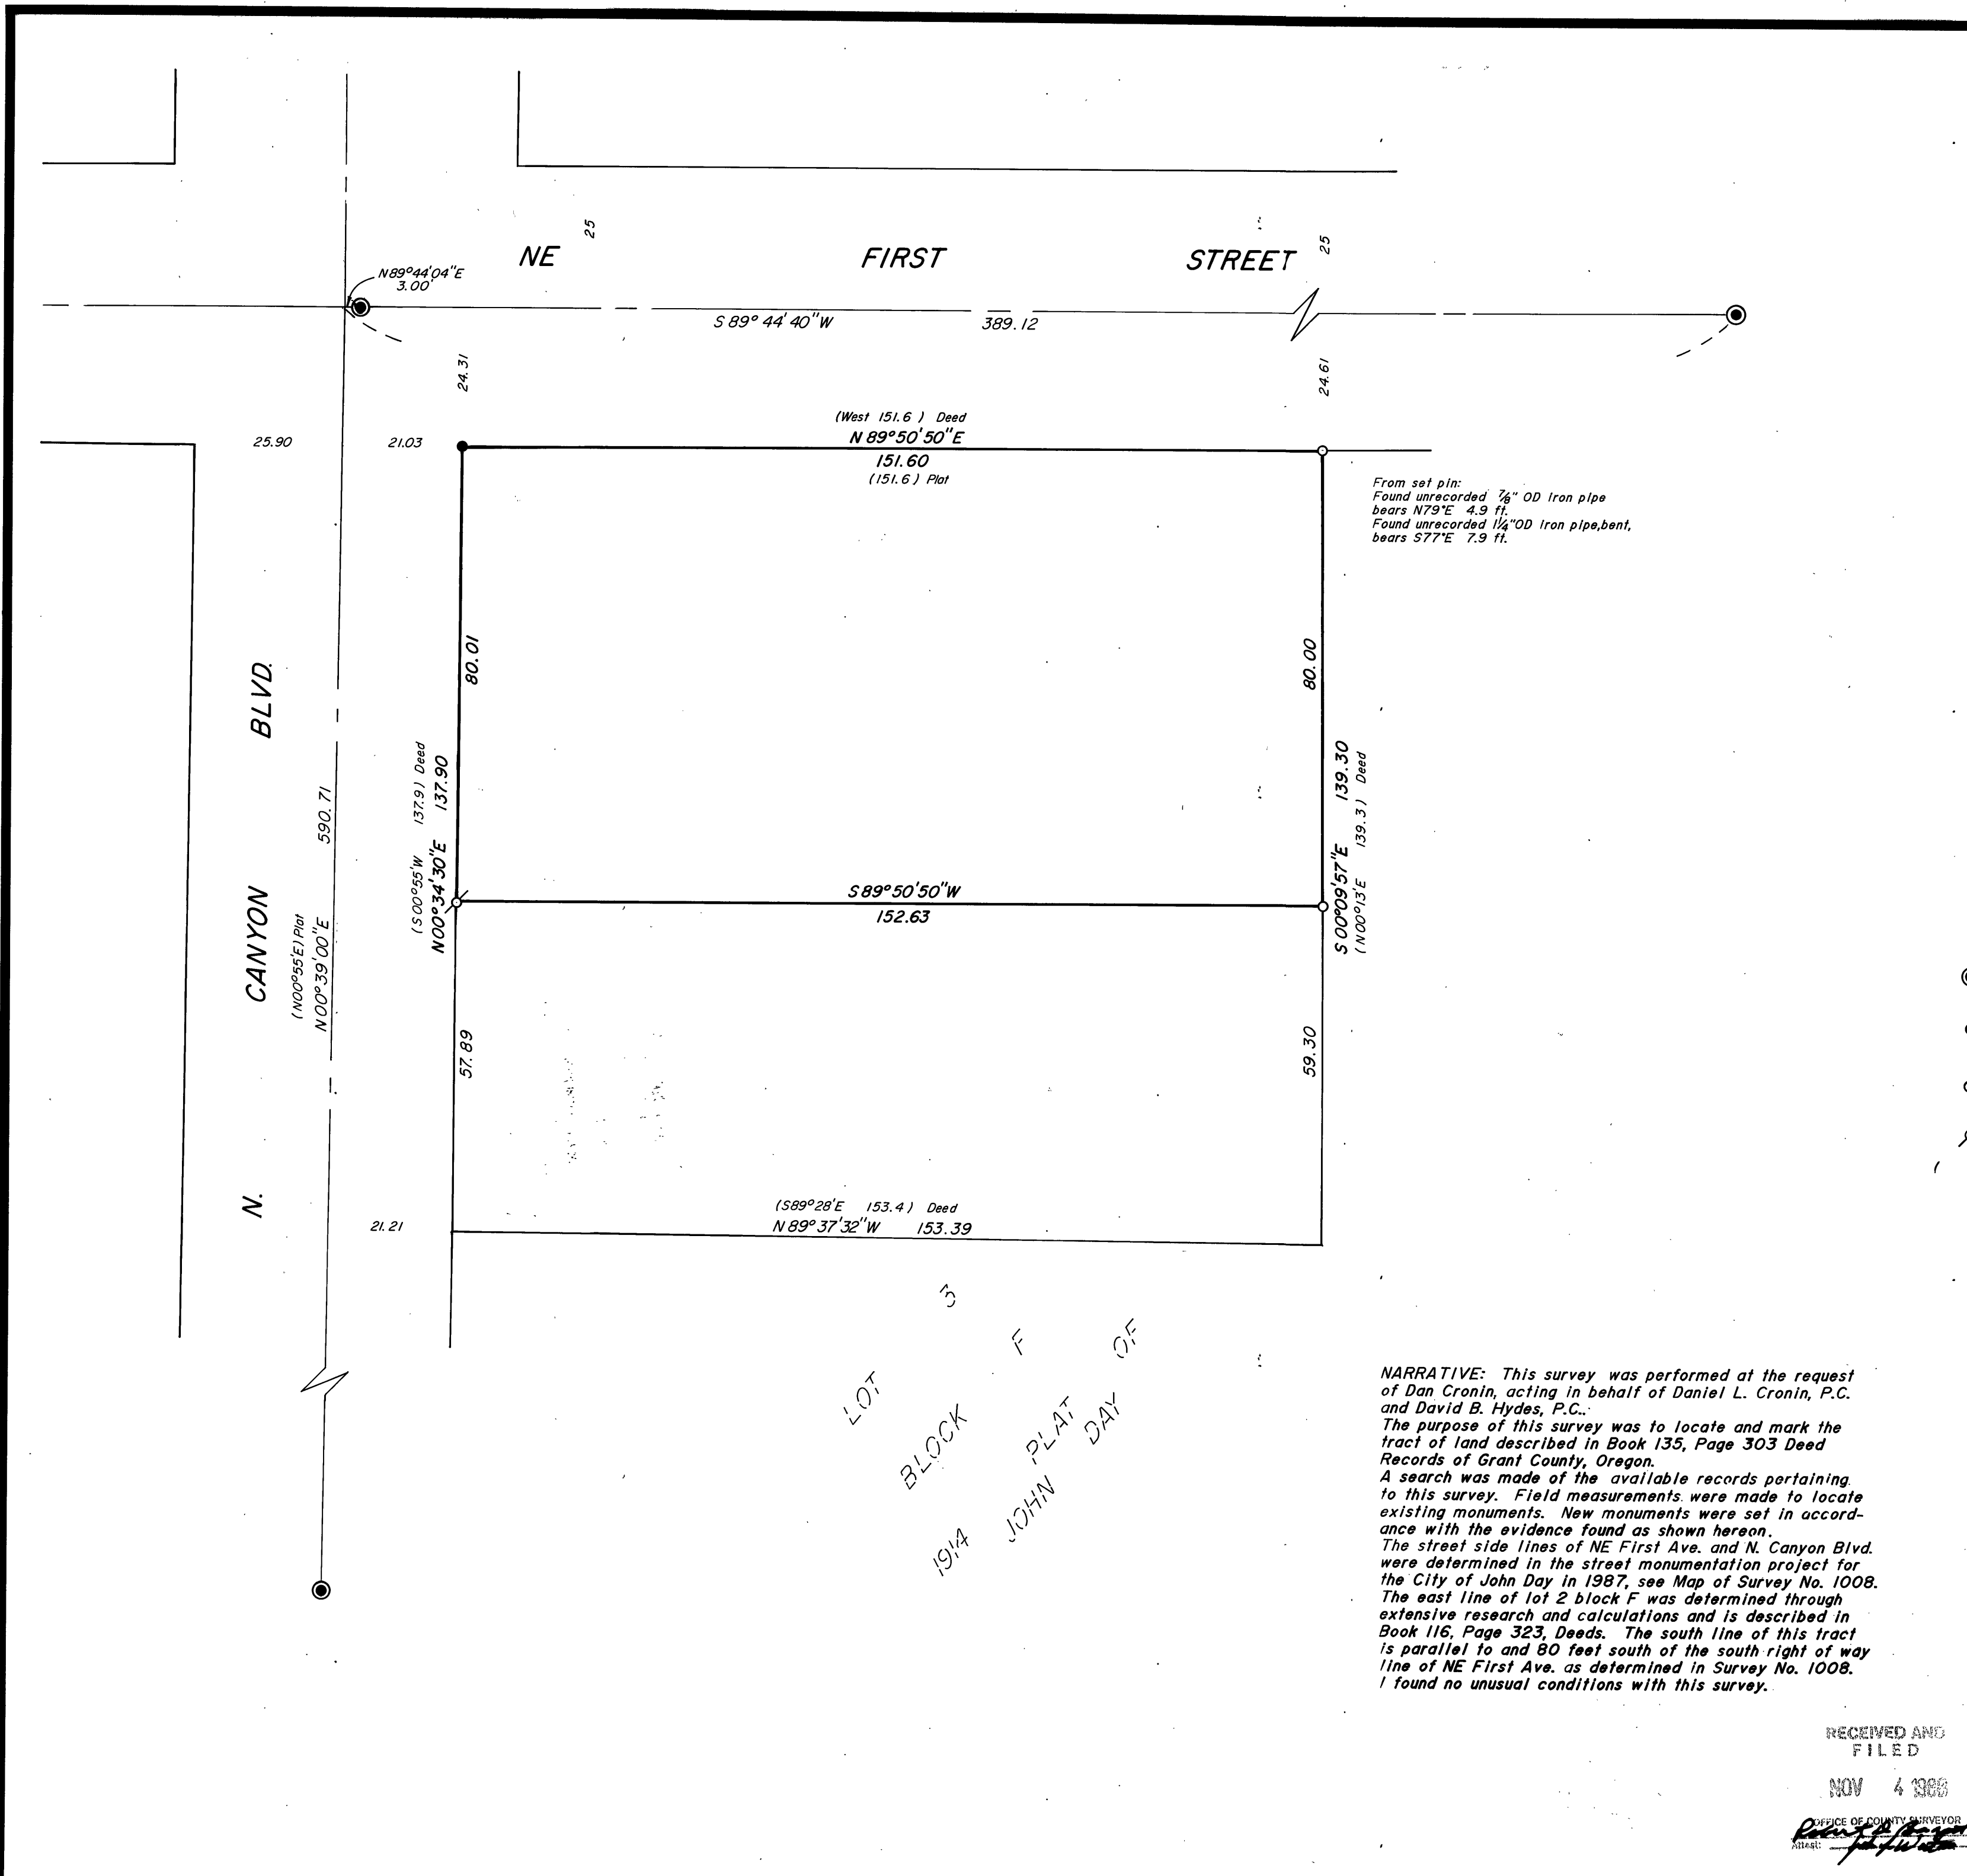 NE FIRST STREET
25
25
N89°44'04"E
3.00'
S 89° 44' 40"W 389.12
24.31
24.61
(West 151.6 ) Deed
N 89°50'50"E
151.60
(151.6) Plat
25.90
21.03
From set pin:
Found unrecorded 7/8" OD iron pipe
bears N79°E 4.9 ft.
Found unrecorded 1 1/4"OD iron pipe,bent,
bears S77°E 7.9 ft.
80.01
80.00
N. CANYON BLVD.
(N00°55'E) Plat
N00°39'00"E 590.71
(S00°55'W 137.9) Deed
N00°34'30"E 137.90
S 00°09'57"E 139.30
(N00°13'E 139.3) Deed
S 89°50'50"W
152.63
57.89
59.30
(S89°28'E 153.4) Deed
N 89°37'32"W 153.39
21.21
LOT 3
BLOCK F
1914 PLAT OF
JOHN DAY
NARRATIVE: This survey was performed at the request
of Dan Cronin, acting in behalf of Daniel L. Cronin, P.C.
and David B. Hydes, P.C..
The purpose of this survey was to locate and mark the
tract of land described in Book 135, Page 303 Deed
Records of Grant County, Oregon.
A search was made of the available records pertaining
to this survey. Field measurements were made to locate
existing monuments. New monuments were set in accord-
ance with the evidence found as shown hereon.
The street side lines of NE First Ave. and N. Canyon Blvd.
were determined in the street monumentation project for
the City of John Day in 1987, see Map of Survey No. 1008.
The east line of lot 2 block F was determined through
extensive research and calculations and is described in
Book 116, Page 323, Deeds. The south line of this tract
is parallel to and 80 feet south of the south right of way
line of NE First Ave. as determined in Survey No. 1008.
I found no unusual conditions with this survey.
RECEIVED AND
FILED
NOV 4 1988
OFFICE OF COUNTY SURVEYOR
Attest: